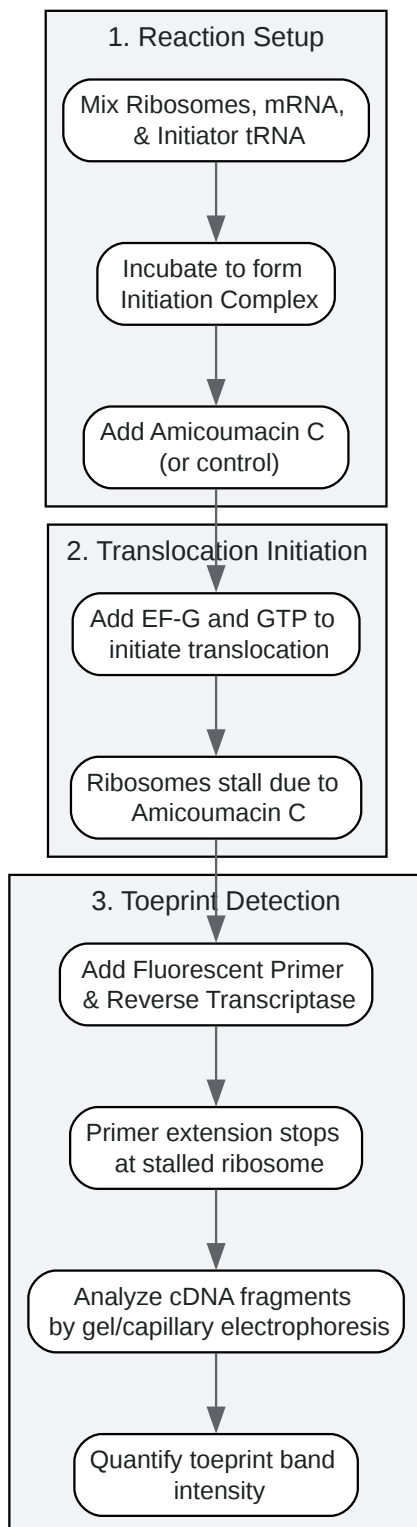 1. Reaction Setup
Mix Ribosomes, mRNA,
& Initiator tRNA
Incubate to form
Initiation Complex
Add Amicoumacin C
(or control)
2. Translocation Initiation
Add EF-G and GTP to
initiate translocation
Ribosomes stall due to
Amicoumacin C
3. Toeprint Detection
Add Fluorescent Primer
& Reverse Transcriptase
Primer extension stops
at stalled ribosome
Analyze cDNA fragments
by gel/capillary electrophoresis
Quantify toeprint band
intensity